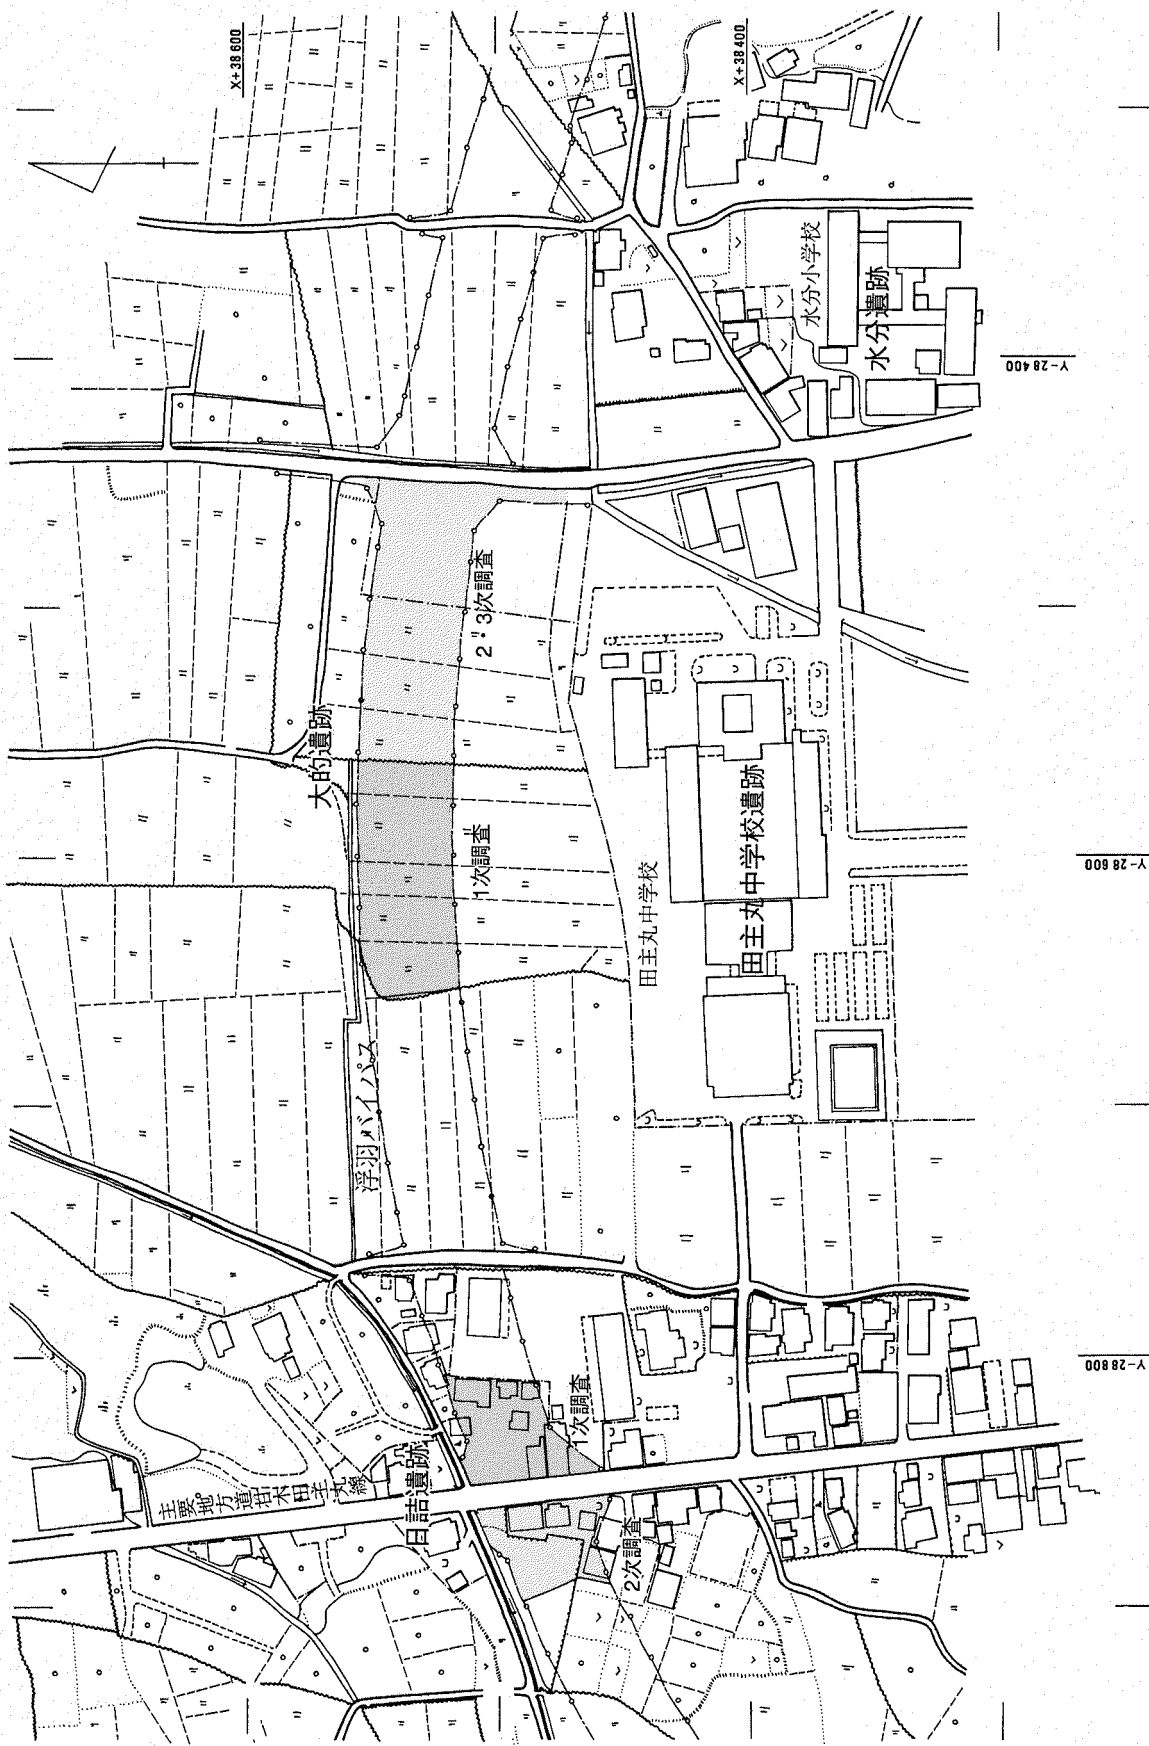 X+38 600
X+38 400
水分小学校
水分遺跡
Y-28 400
2・3次調査
大的遺跡
1次調査
田主丸中学校
田主丸中学校遺跡
Y-28 600
浮羽バイパス
Y-28 800
1次調査
主要地方道甘木田主丸線
日詰遺跡
2次調査